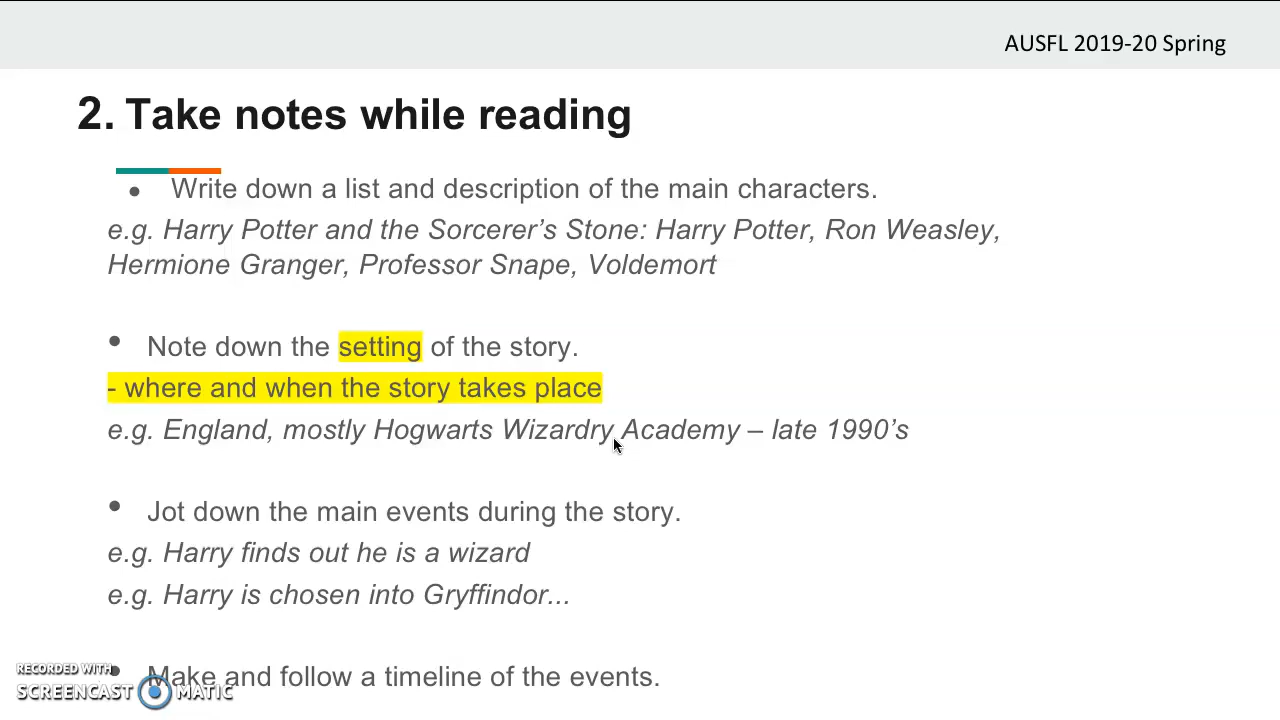 AUSFL 2019-20 Spring
2. Take notes while reading
● Write down a list and description of the main characters.
e.g. Harry Potter and the Sorcerer’s Stone: Harry Potter, Ron Weasley,
Hermione Granger, Professor Snape, Voldemort
• Note down the setting of the story.
- where and when the story takes place
e.g. England, mostly Hogwarts Wizardry Academy – late 1990’s
• Jot down the main events during the story.
e.g. Harry finds out he is a wizard
e.g. Harry is chosen into Gryffindor...
• Make and follow a timeline of the events.
RECORDED WITH
SCREENCAST MATIC